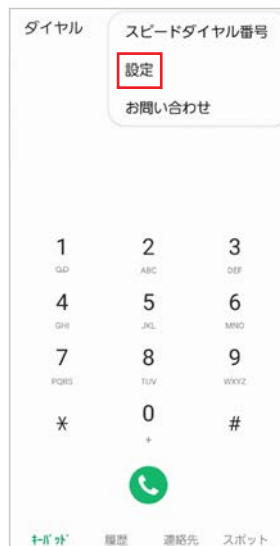 ダイヤル
スピードダイヤル番号
設定
お問い合わせ
1 2 3
ABC DEF
4 5 6
GHI JKL MNO
7 8 9
PQRS TUV WXYZ
* 0 #
+
ｷｰﾊﾟｯﾄﾞ 履歴 連絡先 スポット